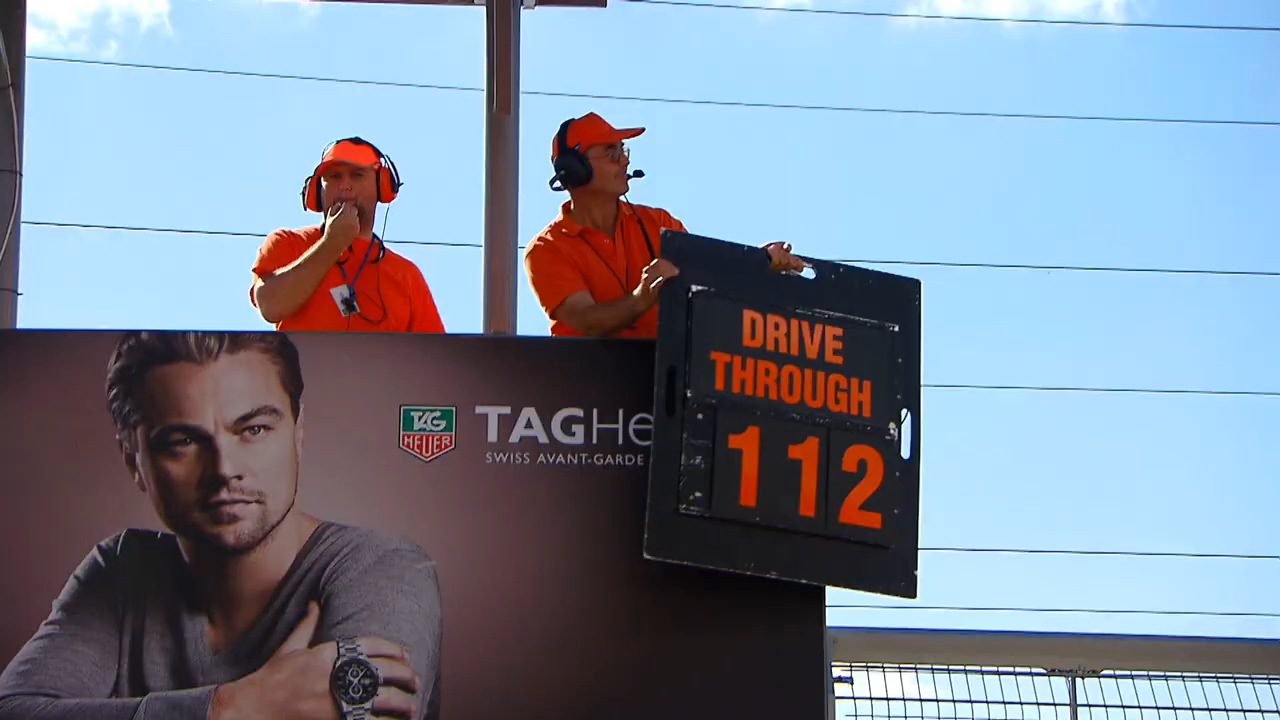 TAG
HEUER
TAGHe
SWISS AVANT-GARDE
DRIVE
THROUGH
112